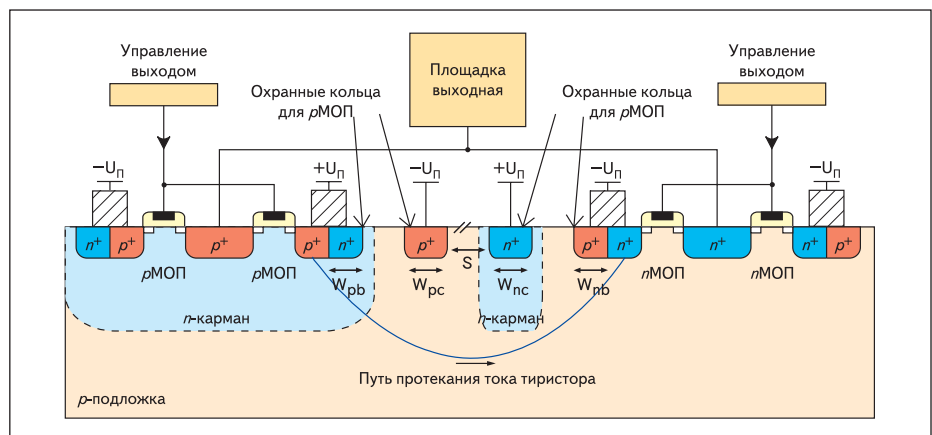 Управление
выходом
Площадка
выходная
Управление
выходом
Охранные кольца
для pМОП
Охранные кольца
для pМОП
−Uп
+Uп
−Uп
+Uп
−Uп
−Uп
n+ p+ p+ p+ n+ p+ n+ p+ n+ n+ n+ p+
pМОП pМОП Wpb Wpc S Wnc Wnb nМОП nМОП
n-карман
n-карман
Путь протекания тока тиристора
p-подложка